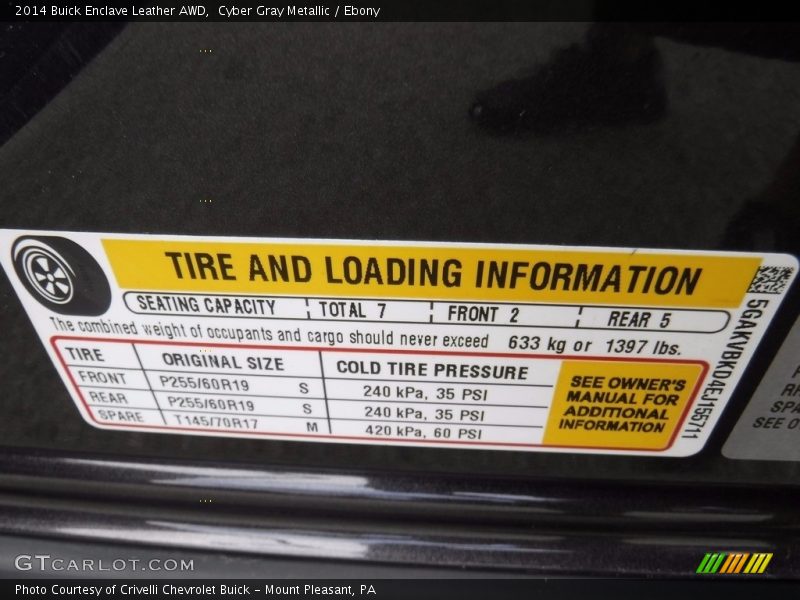 2014 Buick Enclave Leather AWD,  Cyber Gray Metallic / Ebony
TIRE AND LOADING INFORMATION
SEATING CAPACITY TOTAL 7 FRONT 2 REAR 5
The combined weight of occupants and cargo should never exceed 633 kg or 1397 lbs.
TIRE ORIGINAL SIZE COLD TIRE PRESSURE
FRONT P255/60R19 S 240 kPa, 35 PSI
REAR P255/60R19 S 240 kPa, 35 PSI
SPARE T145/70R17 M 420 kPa, 60 PSI
SEE OWNER'S
MANUAL FOR
ADDITIONAL
INFORMATION
5GAKVBKD4EJ155711
SEE O
GTCARLOT.COM
Photo Courtesy of Crivelli Chevrolet Buick - Mount Pleasant, PA